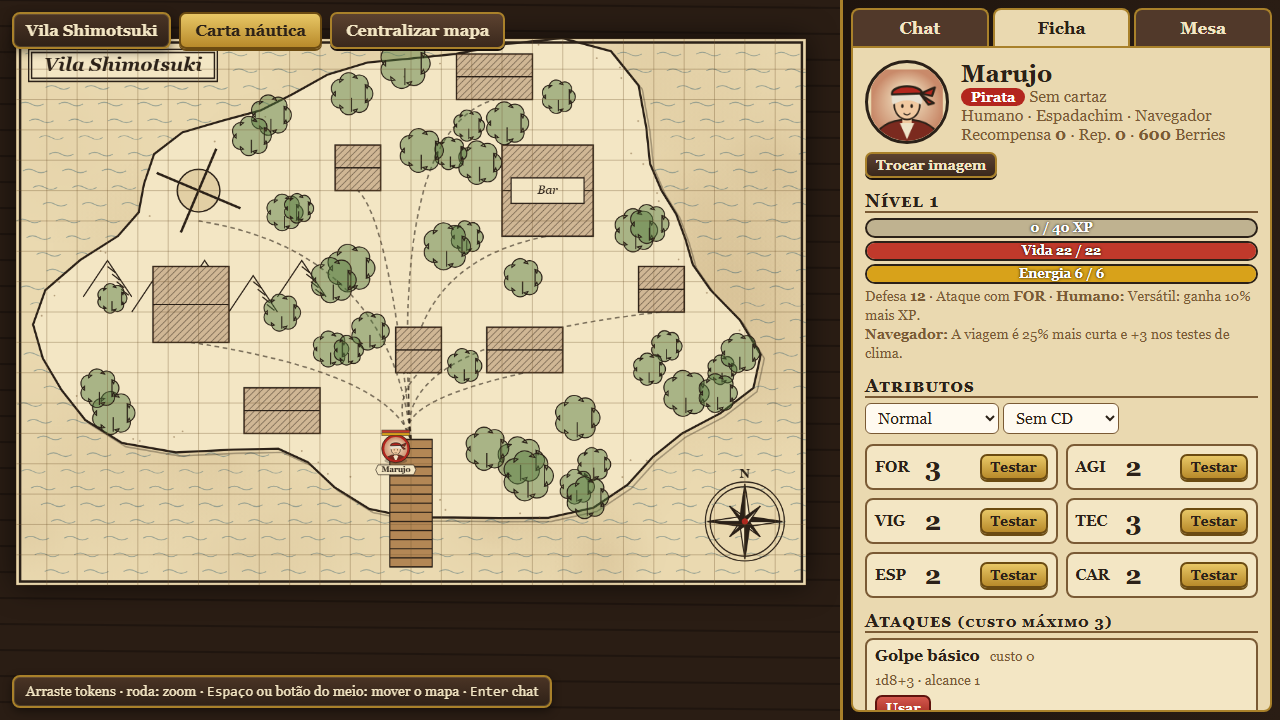 Vila Shimotsuki
Carta náutica
Centralizar mapa
Vila Shimotsuki
Bar
Marujo
N
Arraste tokens · roda: zoom · Espaço ou botão do meio: mover o mapa · Enter chat
Chat
Ficha
Mesa
Marujo
Pirata Sem cartaz
Humano · Espadachim · Navegador
Recompensa 0 · Rep. 0 · 600 Berries
Trocar imagem
Nível 1
0 / 40 XP
Vida 22 / 22
Energia 6 / 6
Defesa 12 · Ataque com FOR · Humano: Versátil: ganha 10%
mais XP.
Navegador: A viagem é 25% mais curta e +3 nos testes de
clima.
Atributos
Normal
Sem CD
FOR 3 Testar
AGI 2 Testar
VIG 2 Testar
TEC 3 Testar
ESP 2 Testar
CAR 2 Testar
Ataques (custo máximo 3)
Golpe básico custo 0
1d8+3 · alcance 1
Usar